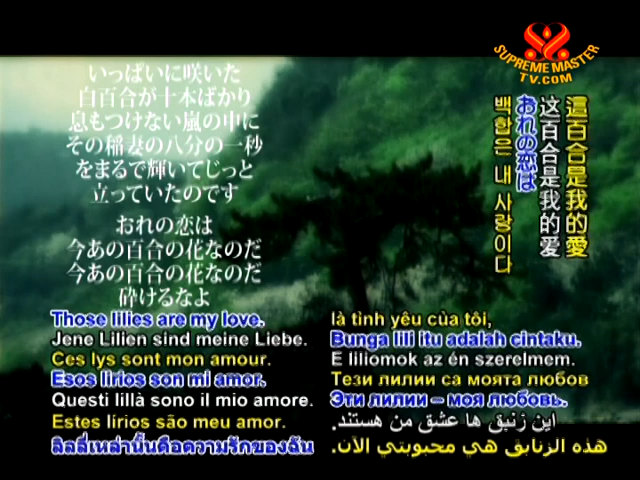 SUPREME MASTER
TV.COM
いっぱいに咲いた
白百合が十本ばかり
息もつけない嵐の中に
その稲妻の八分の一秒
をまるで輝いてじっと
立っていたのです
おれの恋は
今あの百合の花なのだ
今あの百合の花なのだ
砕けるなよ
這百合是我的愛
这百合是我的爱
おれの恋は
백합은 내 사랑이다
Those lilies are my love.
Jene Lilien sind meine Liebe.
Ces lys sont mon amour.
Esos lirios son mi amor.
Questi lillà sono il mio amore.
Estes lírios são meu amor.
ลิลลี่เหล่านั้นคือความรักของฉัน
là tình yêu của tôi,
Bunga lili itu adalah cintaku.
E liliomok az én szerelmem.
Тези лилии са моята любов
Эти лилии – моя любовь.
این زنبق ها عشق من هستند.
هذه الزنابق هي محبوبتي الآن.